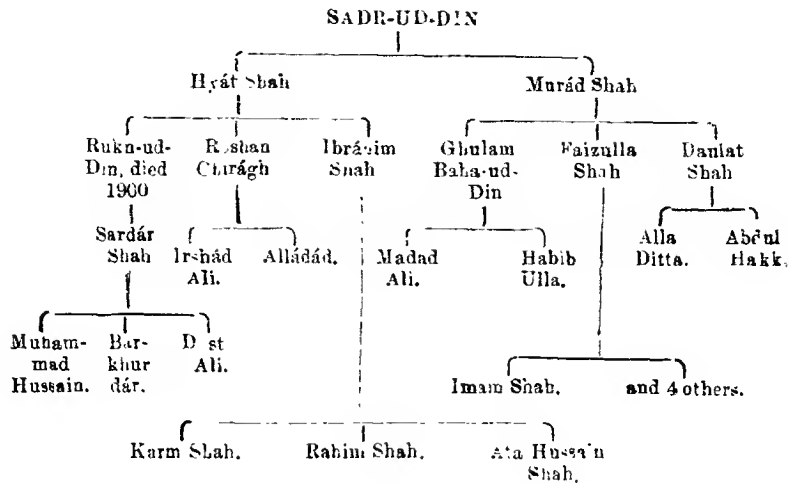 SADR-UD-DIN
Hyát Shah Murád Shah
Rukn-ud- Roshan Ibráhim Ghulam Faizulla Daulat
Din, died Chirágh Shah Baha-ud- Shah Shah
1900 Din
Sardár Alla Abdul
Shah Irshád Alládád. Madad Habib Ditta. Hakk.
Ali. Ali. Ulla.
Muham- Bar- Dost
mad khur Ali.
Hussain. dár. Imam Shah. and 4 others.
Karm Shah. Rahim Shah. Ata Hussain
Shah.